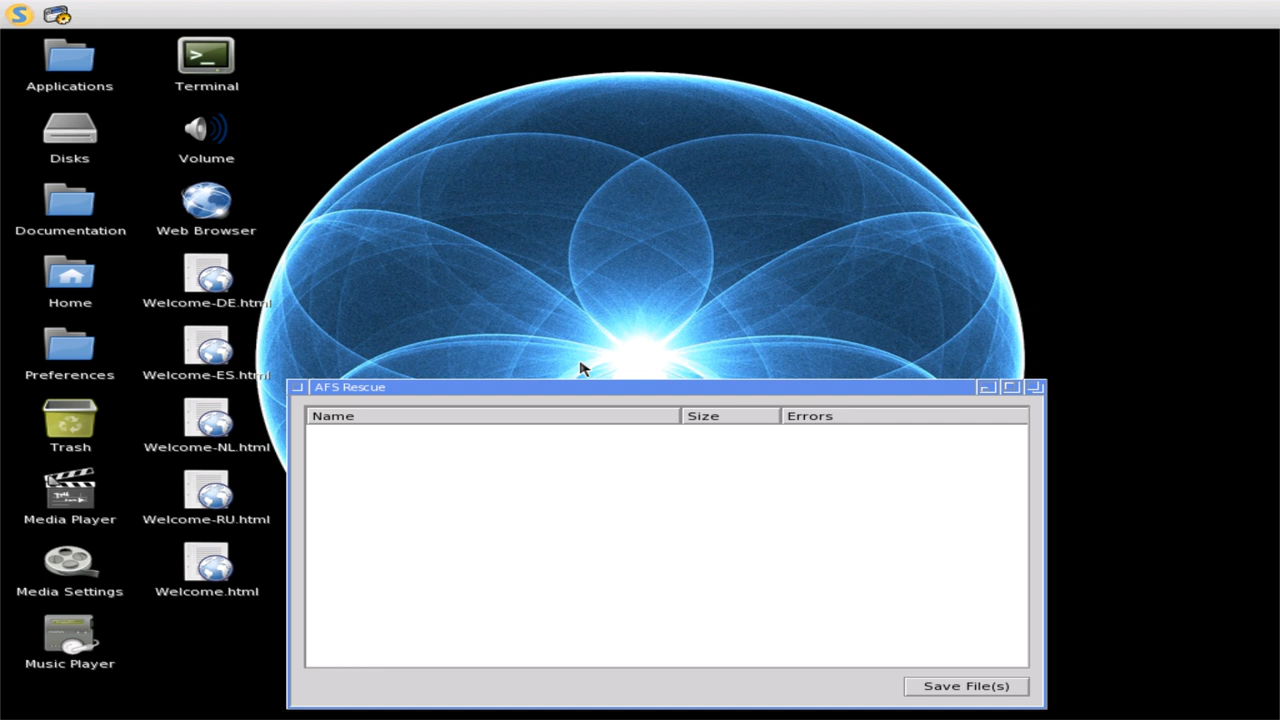 S
Applications
Terminal
Disks
Volume
Documentation
Web Browser
Home
Welcome-DE.html
Preferences
Welcome-ES.html
Trash
Welcome-NL.html
Media Player
Welcome-RU.html
Media Settings
Welcome.html
Music Player
AFS Rescue
Name Size Errors
Save File(s)